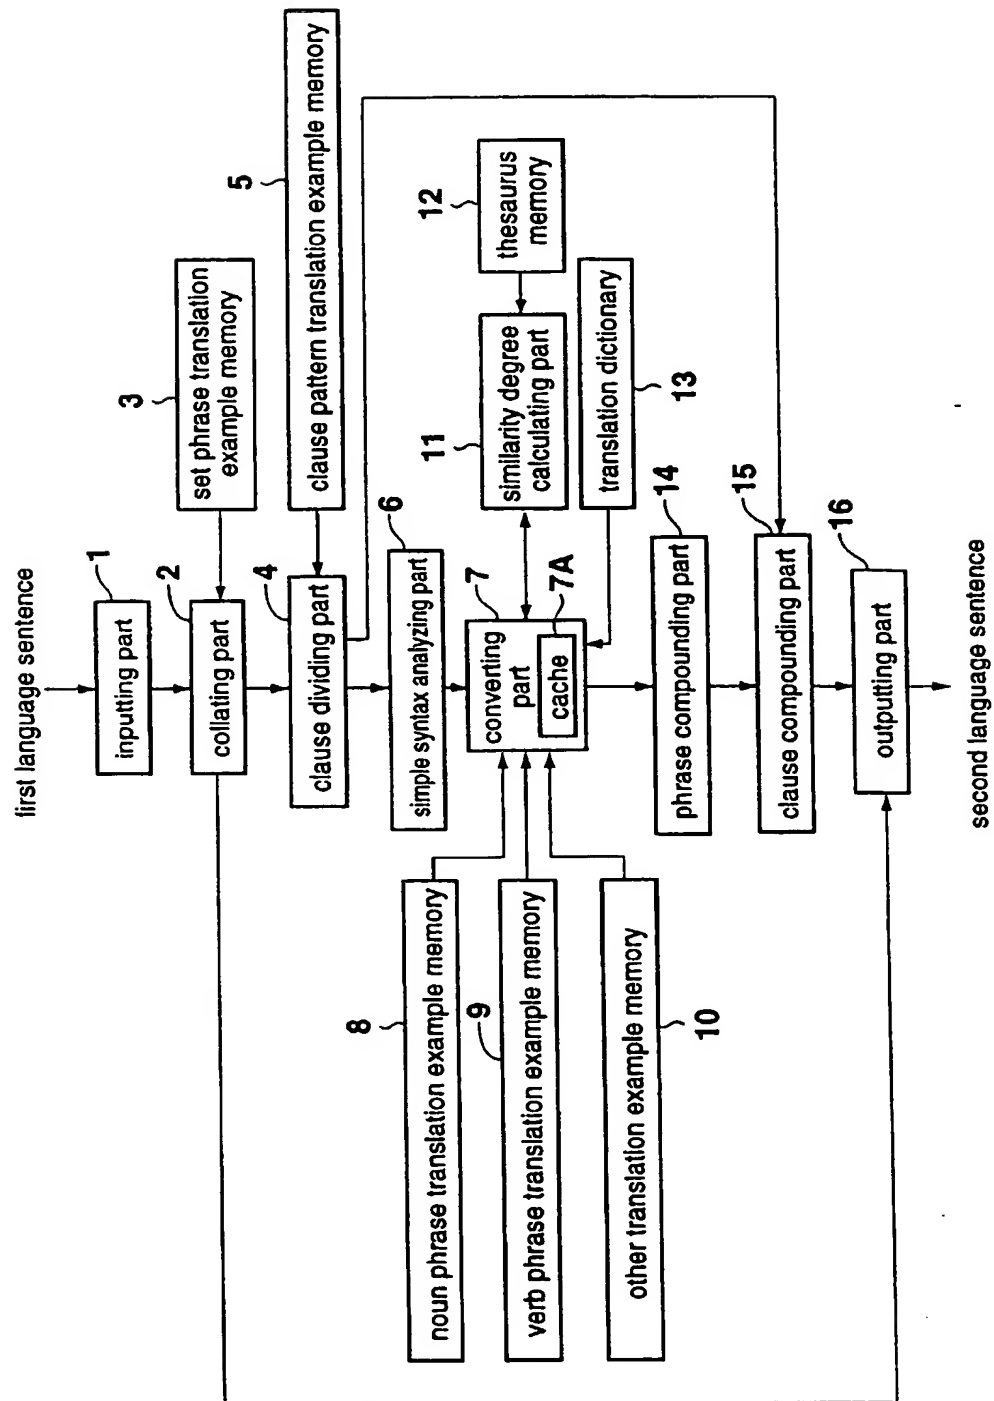 first language sentence
1
inputting part
2
collating part
3
set phrase translation
example memory
4
clause dividing part
5
clause pattern translation example memory
6
simple syntax analyzing part
7
converting
part
7A
cache
8
noun phrase translation example memory
9
verb phrase translation example memory
10
other translation example memory
11
similarity degree
calculating part
12
thesaurus
memory
13
translation dictionary
14
phrase compounding part
15
clause compounding part
16
outputting part
second language sentence